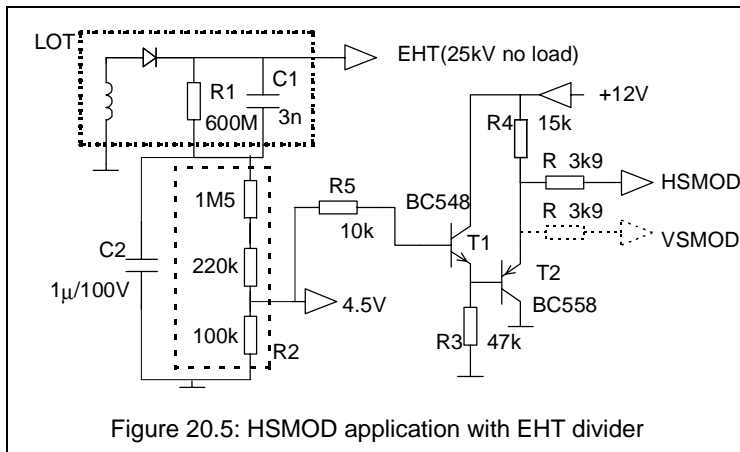 LOT
EHT(25kV no load)
R1
600M
C1
3n
+12V
R4
15k
R 3k9
HSMOD
1M5
R5
10k
BC548
T1
R 3k9
VSMOD
C2
1µ/100V
220k
4.5V
T2
BC558
100k
R2
R3
47k
Figure 20.5: HSMOD application with EHT divider